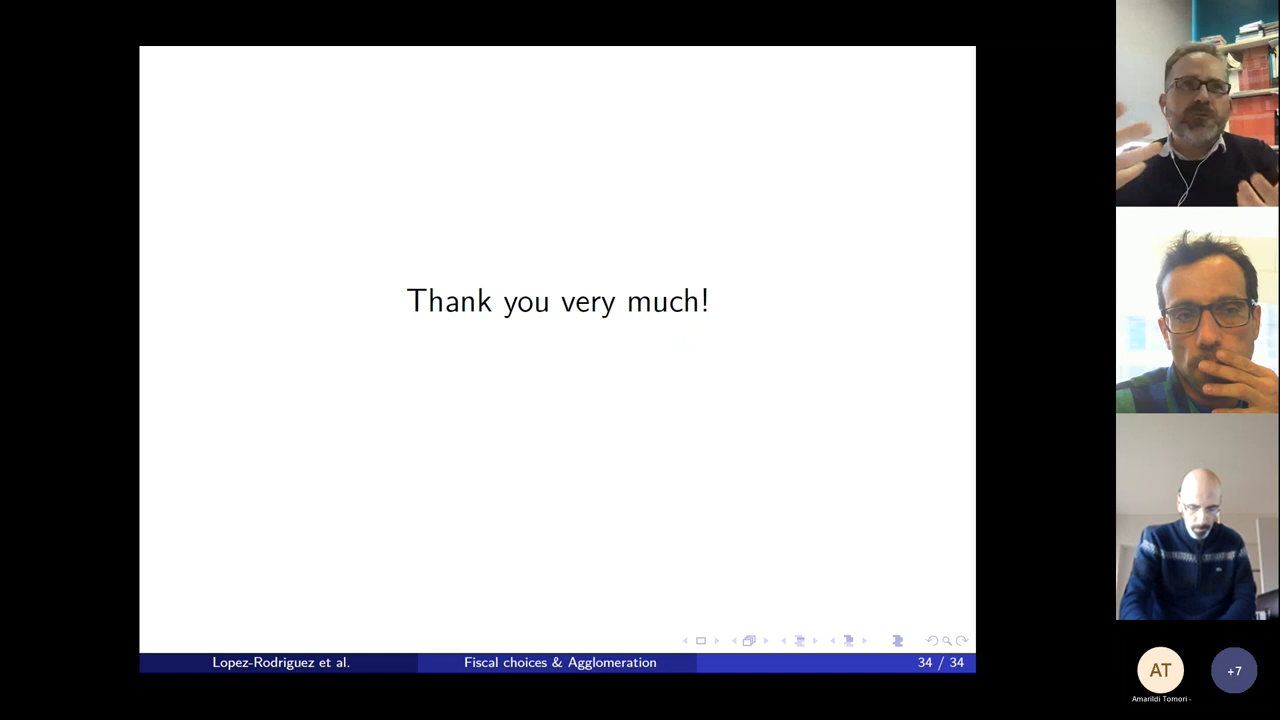 Thank you very much!
Lopez-Rodriguez et al.
Fiscal choices & Agglomeration
34 / 34
AT
+7
Amarildi Tomori -